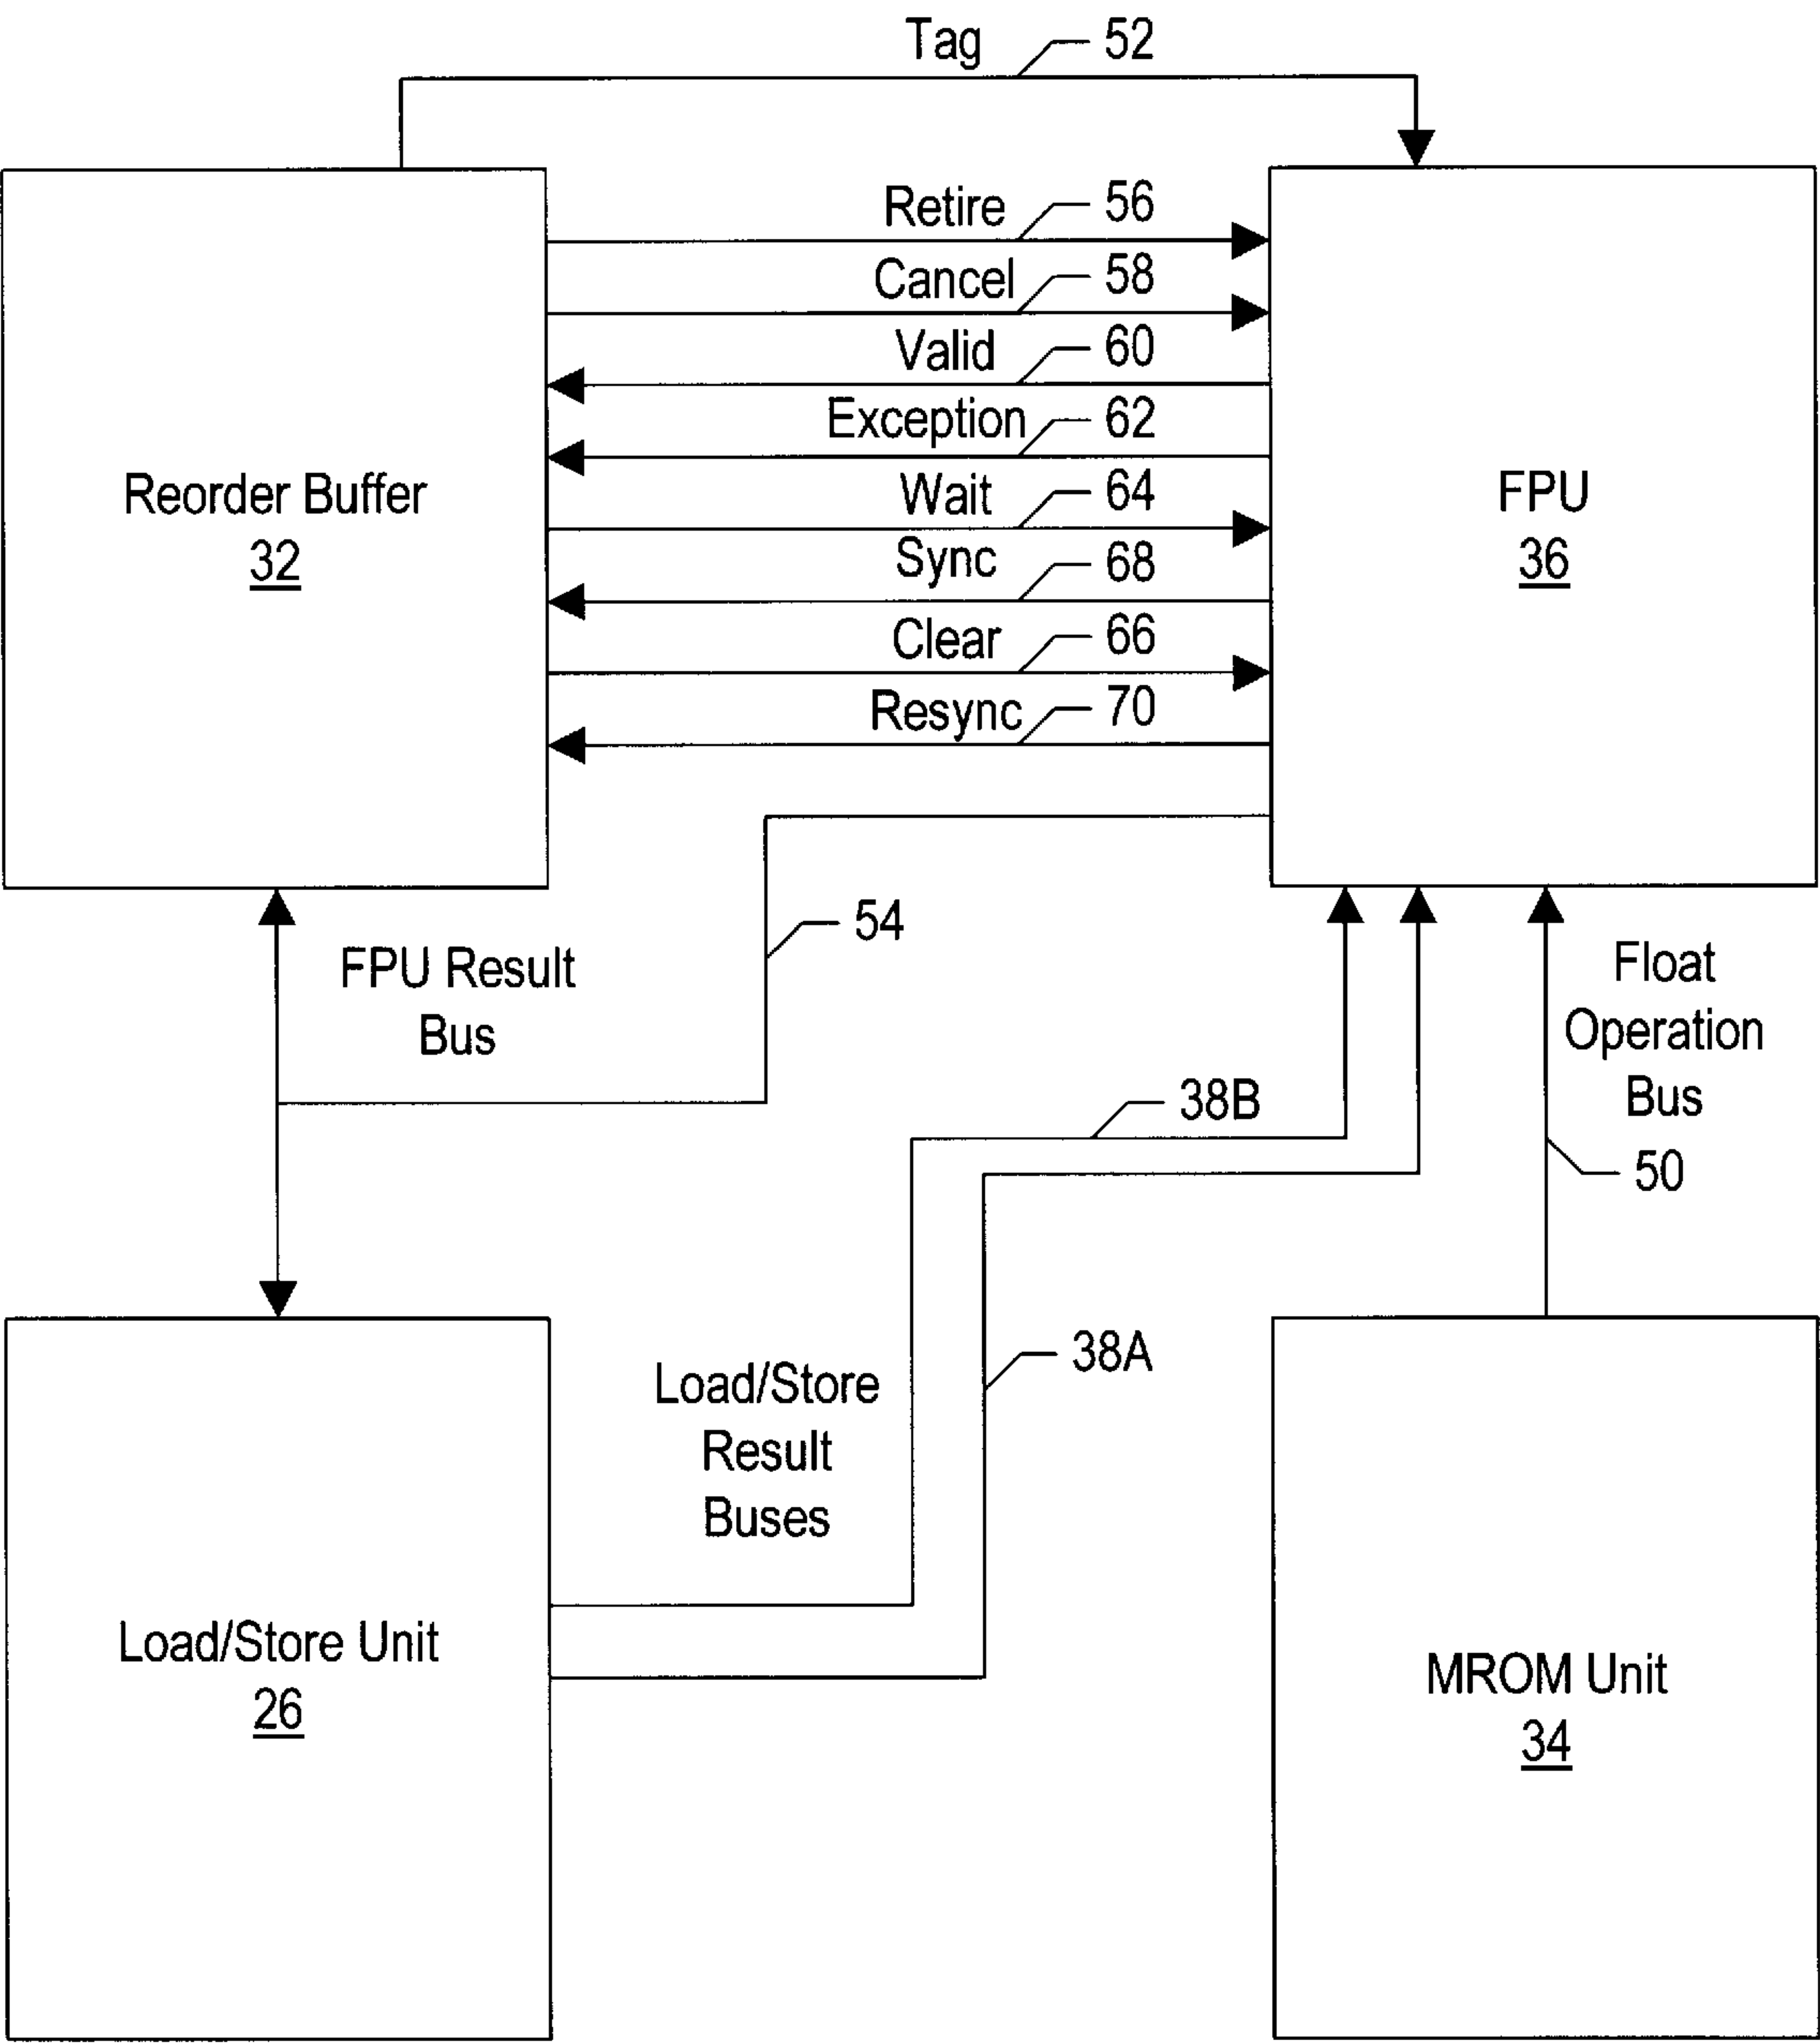 Tag 52
Retire 56
Cancel 58
Valid 60
Exception 62
Wait 64
Sync 68
Clear 66
Resync 70
Reorder Buffer
32
FPU
36
54
FPU Result
Bus
Float
Operation
Bus
50
38B
38A
Load/Store
Result
Buses
Load/Store Unit
26
MROM Unit
34